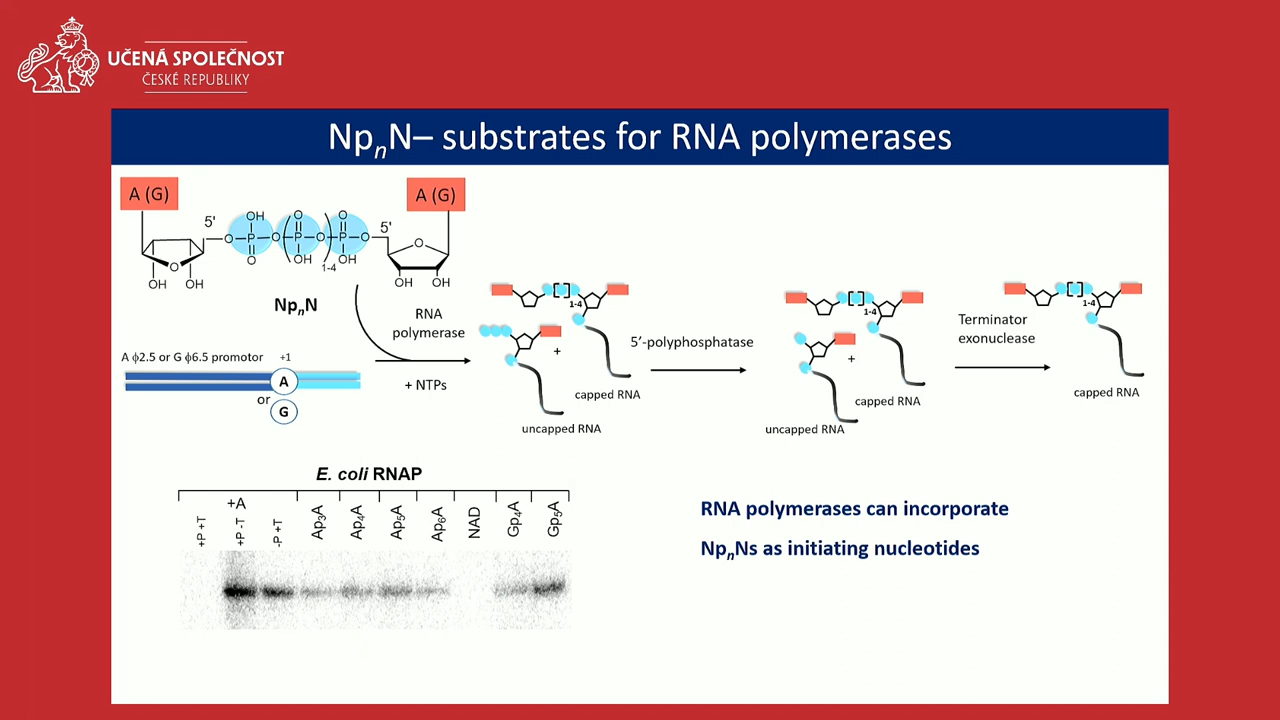 UČENÁ SPOLEČNOST
ČESKÉ REPUBLIKY
NpnN– substrates for RNA polymerases
A (G)
A (G)
5'
OH
O
O
5'
O
P
O
P
O
P
O
O
O
OH
OH
1-4
O
OH
OH
OH
OH
NpnN
RNA
polymerase
+ NTPs
A ϕ2.5 or G ϕ6.5 promotor
+1
A
or
G
1-4
+
capped RNA
uncapped RNA
5'-polyphosphatase
1-4
+
capped RNA
uncapped RNA
Terminator
exonuclease
1-4
capped RNA
E. coli RNAP
+A
+P +T
+P -T
-P +T
Ap3A
Ap4A
Ap5A
Ap6A
NAD
Gp4A
Gp5A
RNA polymerases can incorporate
NpnNs as initiating nucleotides